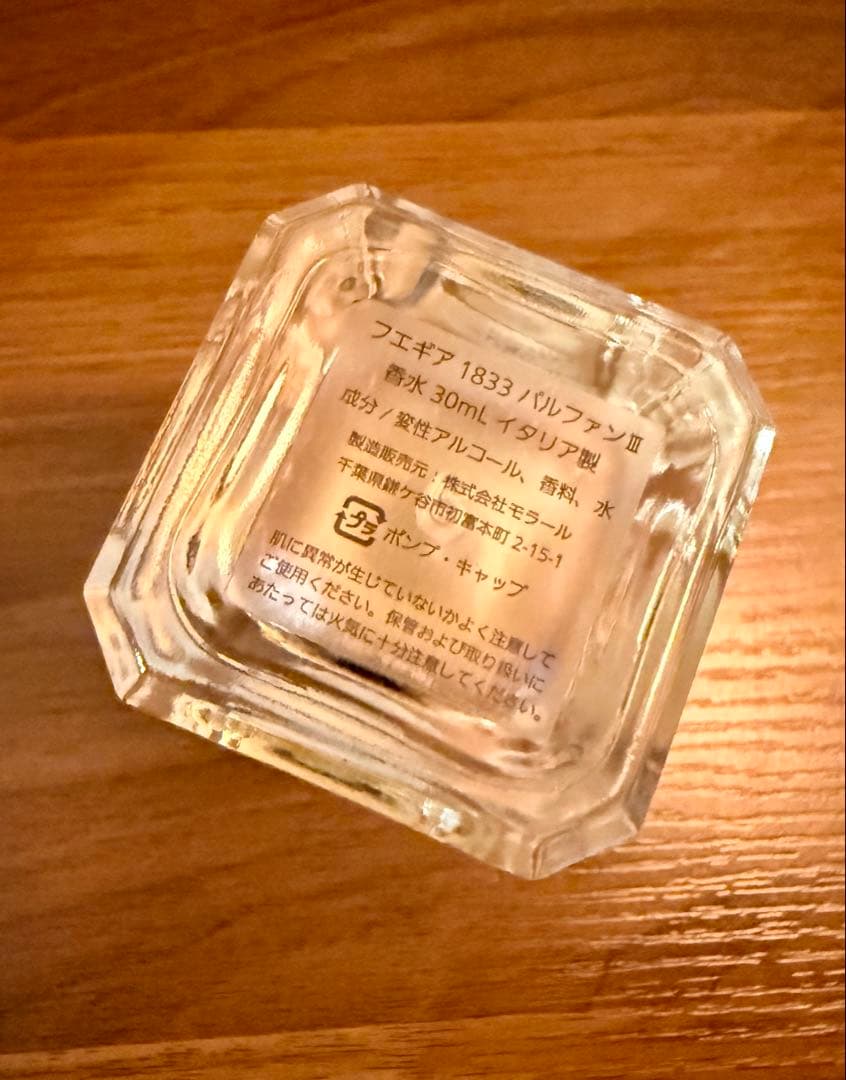 フエギア 1833 パルファンⅢ
香水 30mL イタリア製
成分 / 変性アルコール、香料、水
製造販売元 : 株式会社モラール
千葉県鎌ケ谷市初富本町 2-15-1
プラ ポンプ・キャップ
肌に異常が生じていないかよく注意して
ご使用ください。保管および取り扱いに
あたっては火気に十分注意してください。